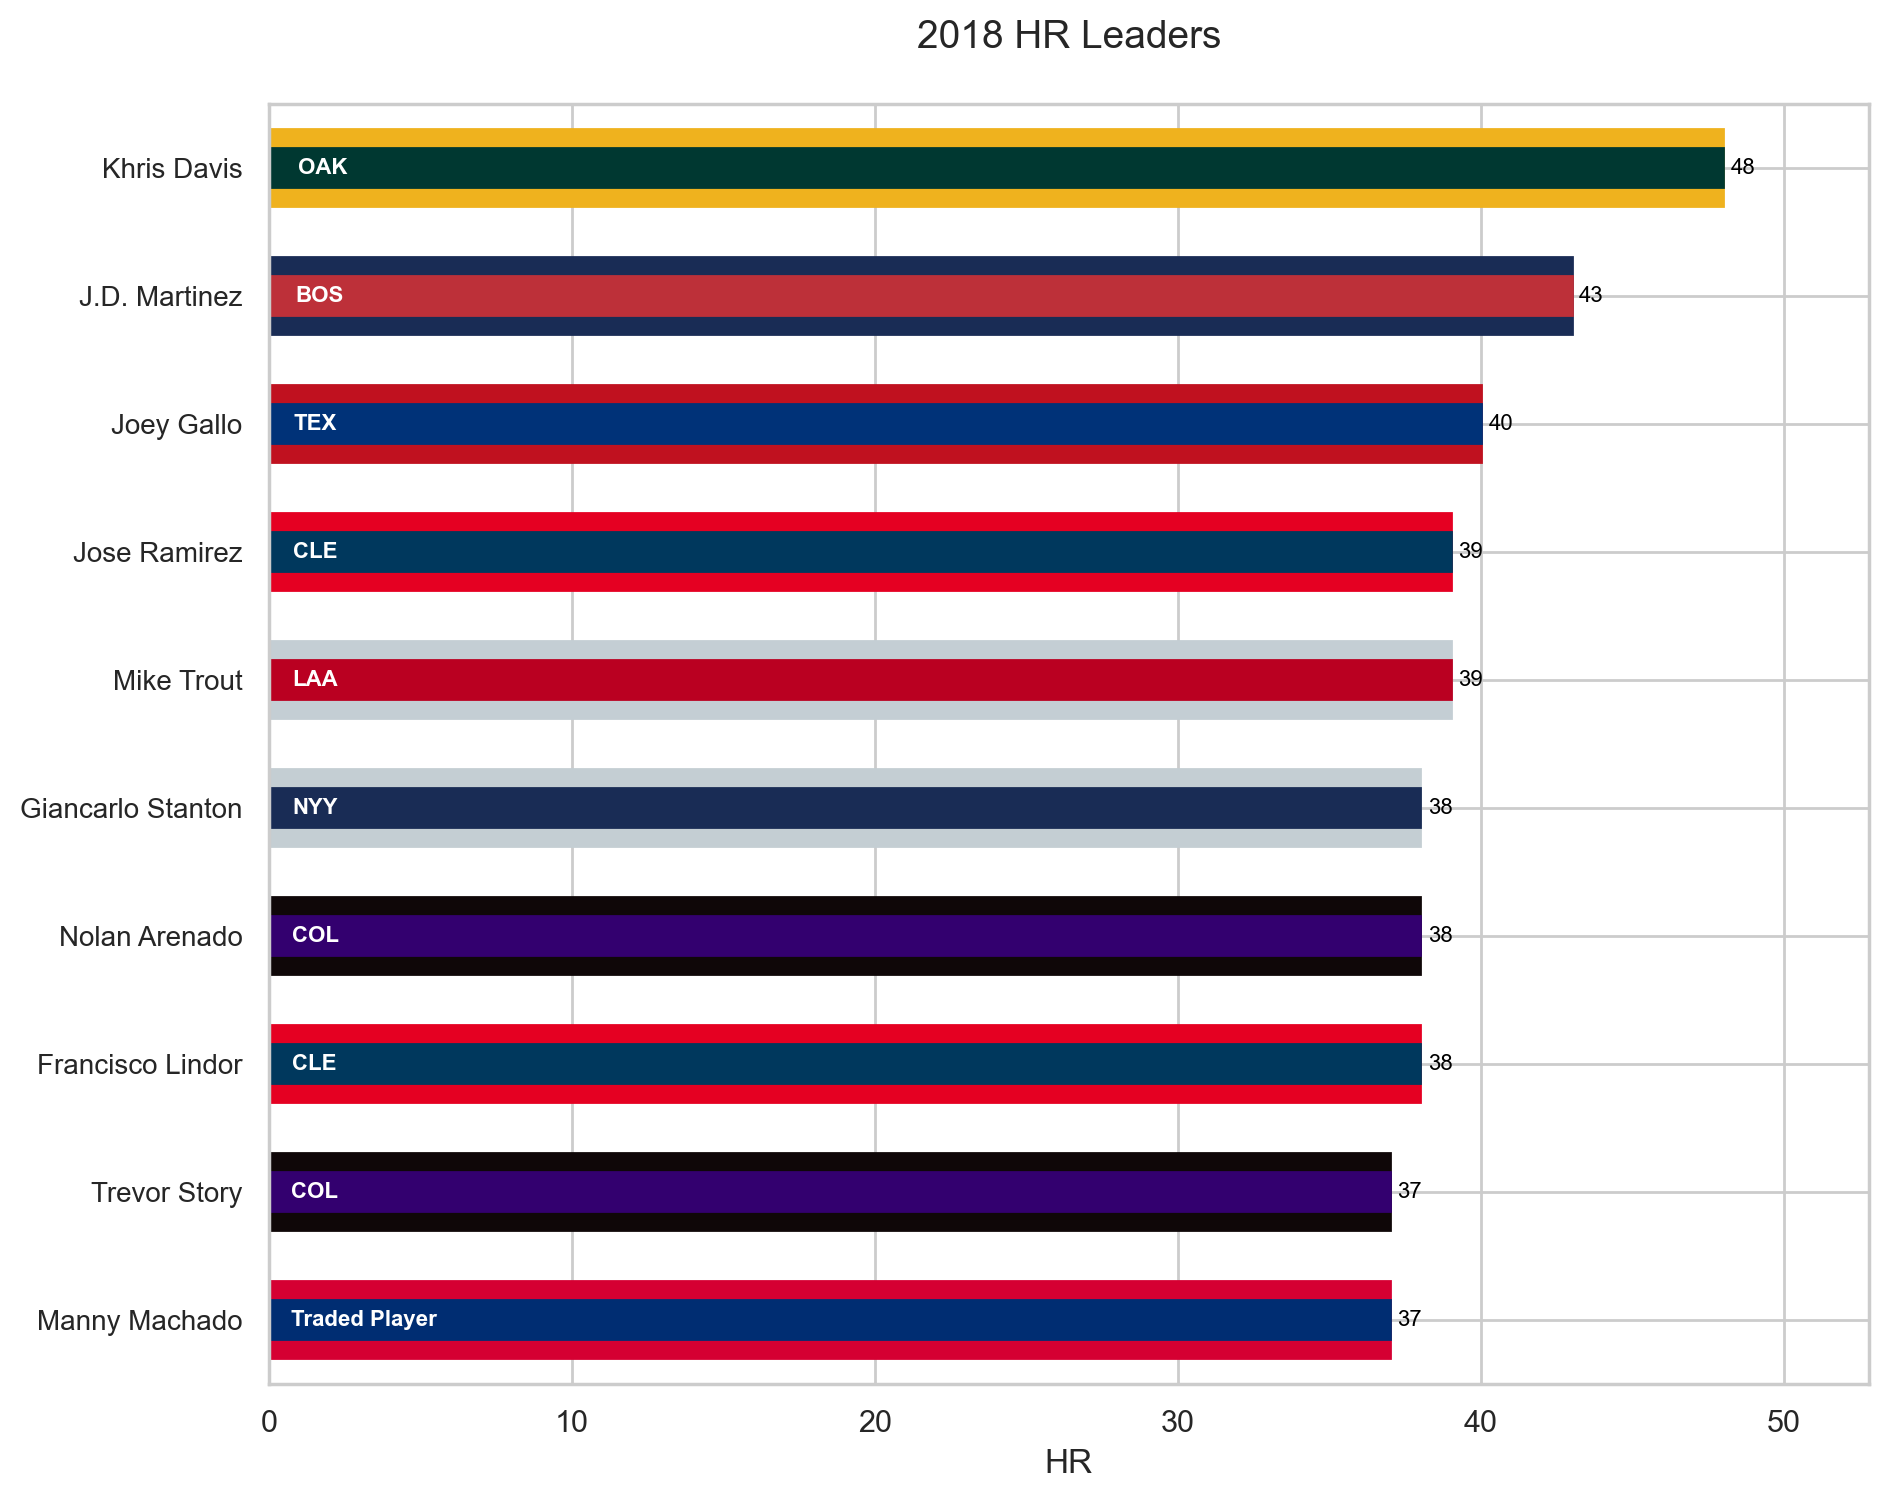 2018 HR Leaders
Khris Davis OAK 48
J.D. Martinez BOS 43
Joey Gallo TEX 40
Jose Ramirez CLE 39
Mike Trout LAA 39
Giancarlo Stanton NYY 38
Nolan Arenado COL 38
Francisco Lindor CLE 38
Trevor Story COL 37
Manny Machado Traded Player 37
0 10 20 30 40 50
HR